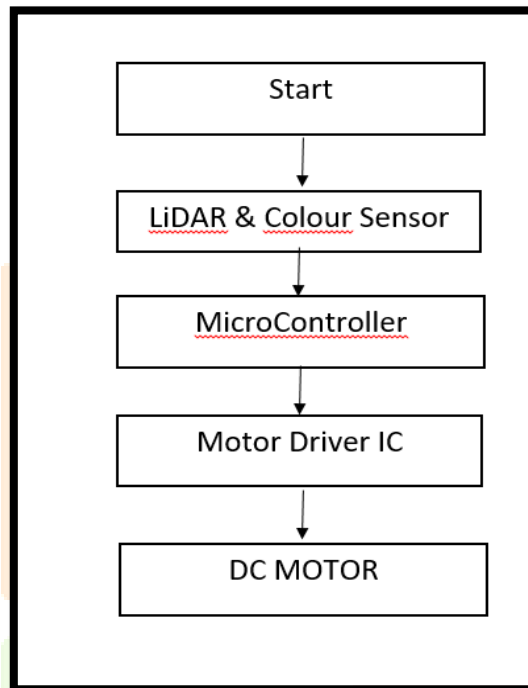 Start
LiDAR & Colour Sensor
MicroController
Motor Driver IC
DC MOTOR